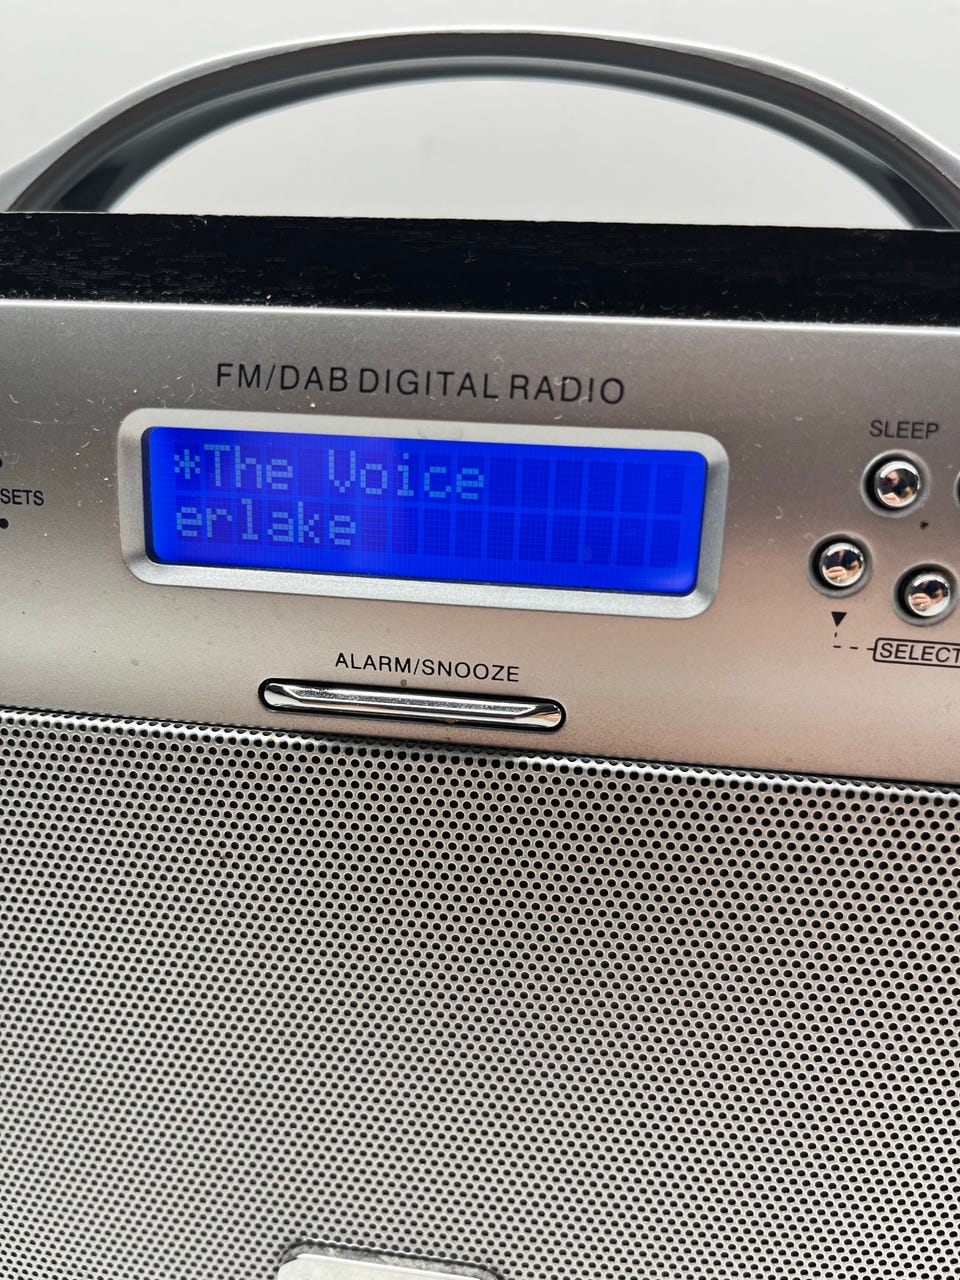 FM/DAB DIGITAL RADIO
SLEEP
*The Voice
SETS
erlake
SELECT
ALARM/SNOOZE